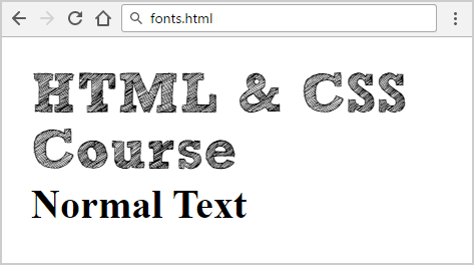 fonts.html
HTML & CSS
Course
Normal Text